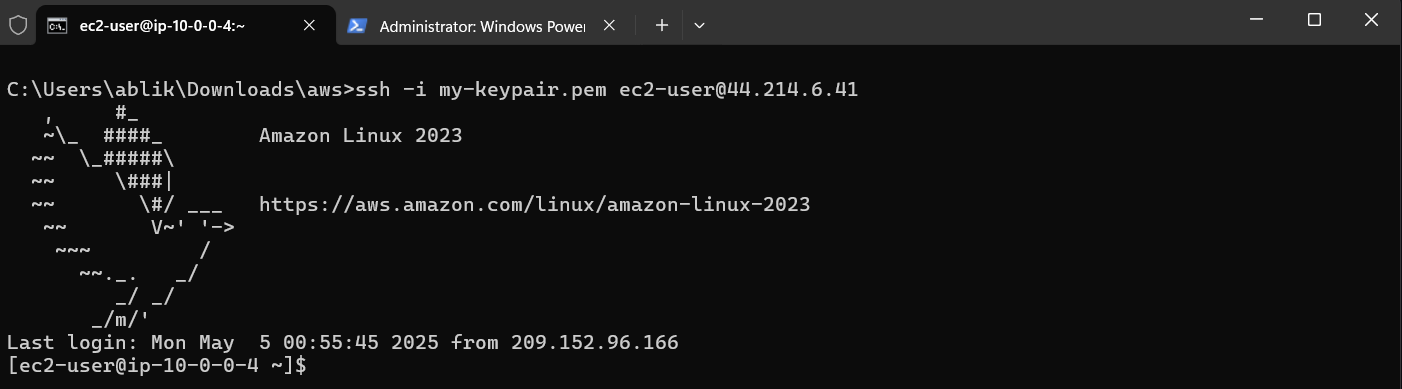 ec2-user@ip-10-0-0-4:~
Administrator: Windows Power
C:\Users\ablik\Downloads\aws>ssh -i my-keypair.pem ec2-user@44.214.6.41
   ,     #_
   ~\_  ####_        Amazon Linux 2023
  ~~  \_#####\
  ~~     \###|
  ~~       \#/ ___   https://aws.amazon.com/linux/amazon-linux-2023
   ~~       V~' '->
    ~~~         /
      ~~._.   _/
         _/ _/
       _/m/'
Last login: Mon May  5 00:55:45 2025 from 209.152.96.166
[ec2-user@ip-10-0-0-4 ~]$